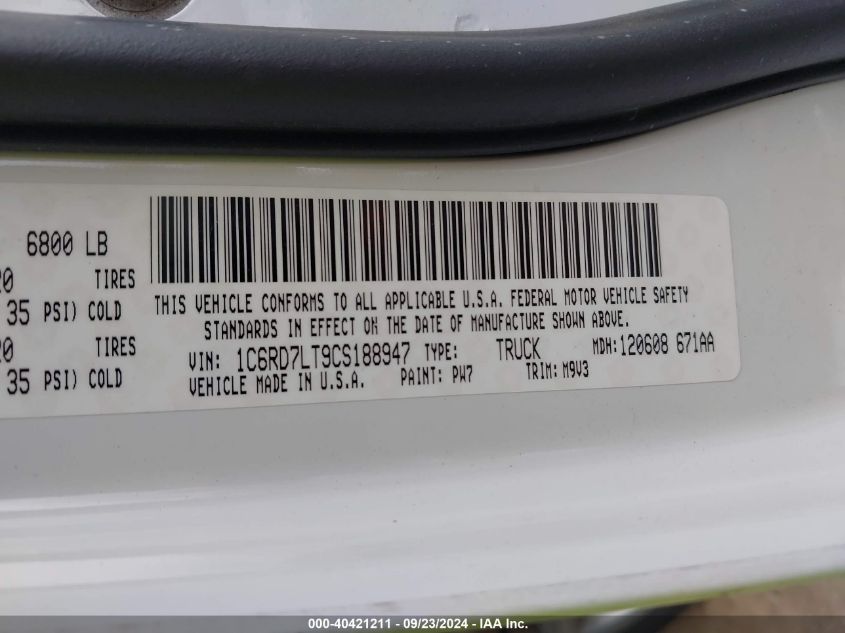 6800 LB
20 TIRES
35 PSI) COLD
20 TIRES
35 PSI) COLD
THIS VEHICLE CONFORMS TO ALL APPLICABLE U.S.A. FEDERAL MOTOR VEHICLE SAFETY
STANDARDS IN EFFECT ON THE DATE OF MANUFACTURE SHOWN ABOVE.
VIN: 1C6RD7LT9CS188947 TYPE: TRUCK MDH: 120608 671AA
VEHICLE MADE IN U.S.A. PAINT: PW7 TRIM: M9V3
000-40421211 - 09/23/2024 - IAA Inc.